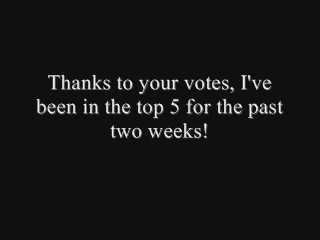 Thanks to your votes, I've
been in the top 5 for the past
two weeks!